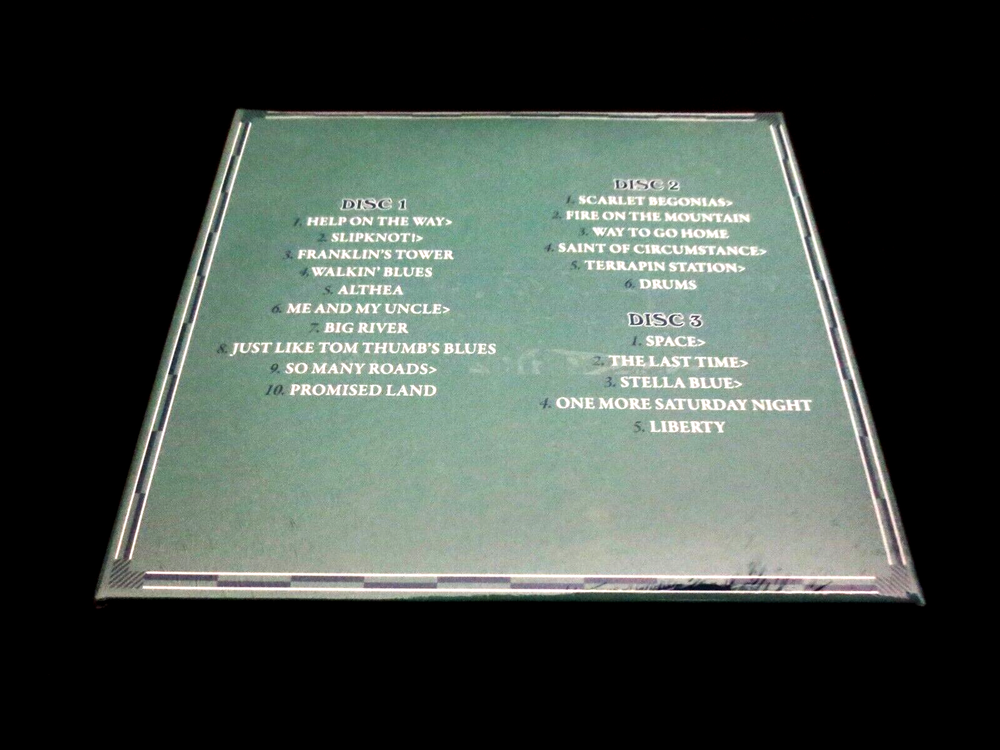 DISC 1
1. HELP ON THE WAY>
2. SLIPKNOT!>
3. FRANKLIN'S TOWER
4. WALKIN' BLUES
5. ALTHEA
6. ME AND MY UNCLE>
7. BIG RIVER
8. JUST LIKE TOM THUMB'S BLUES
9. SO MANY ROADS>
10. PROMISED LAND
DISC 2
1. SCARLET BEGONIAS>
2. FIRE ON THE MOUNTAIN
3. WAY TO GO HOME
4. SAINT OF CIRCUMSTANCE>
5. TERRAPIN STATION>
6. DRUMS
DISC 3
1. SPACE>
2. THE LAST TIME>
3. STELLA BLUE>
4. ONE MORE SATURDAY NIGHT
5. LIBERTY